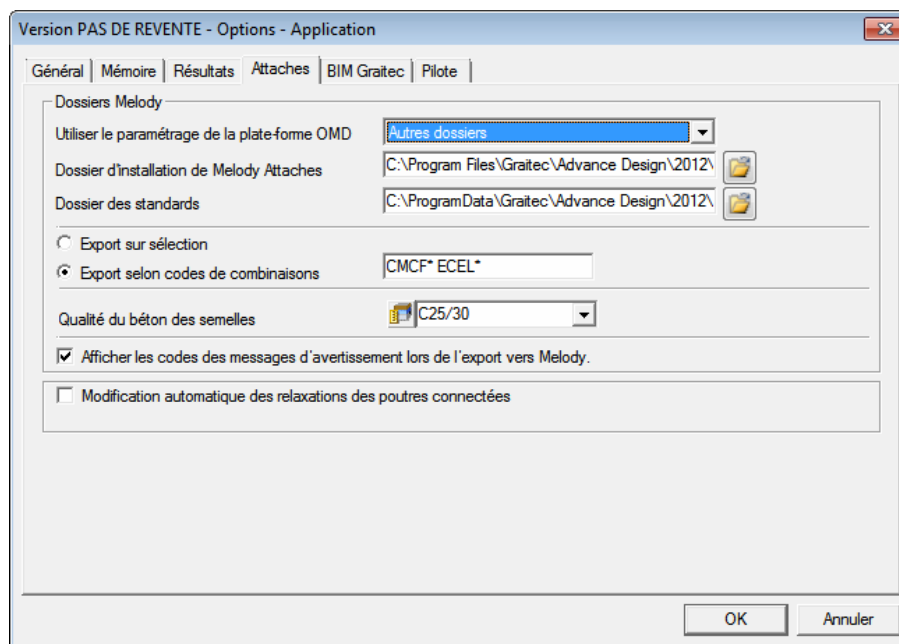 Version PAS DE REVENTE - Options - Application
Général Mémoire Résultats Attaches BIM Graitec Pilote
Dossiers Melody
Utiliser le paramétrage de la plate-forme OMD Autres dossiers
Dossier d'installation de Melody Attaches C:\Program Files\Graitec\Advance Design\2012\
Dossier des standards C:\ProgramData\Graitec\Advance Design\2012\
Export sur sélection
Export selon codes de combinaisons CMCF* ECEL*
Qualité du béton des semelles C25/30
Afficher les codes des messages d'avertissement lors de l'export vers Melody.
Modification automatique des relaxations des poutres connectées
OK Annuler